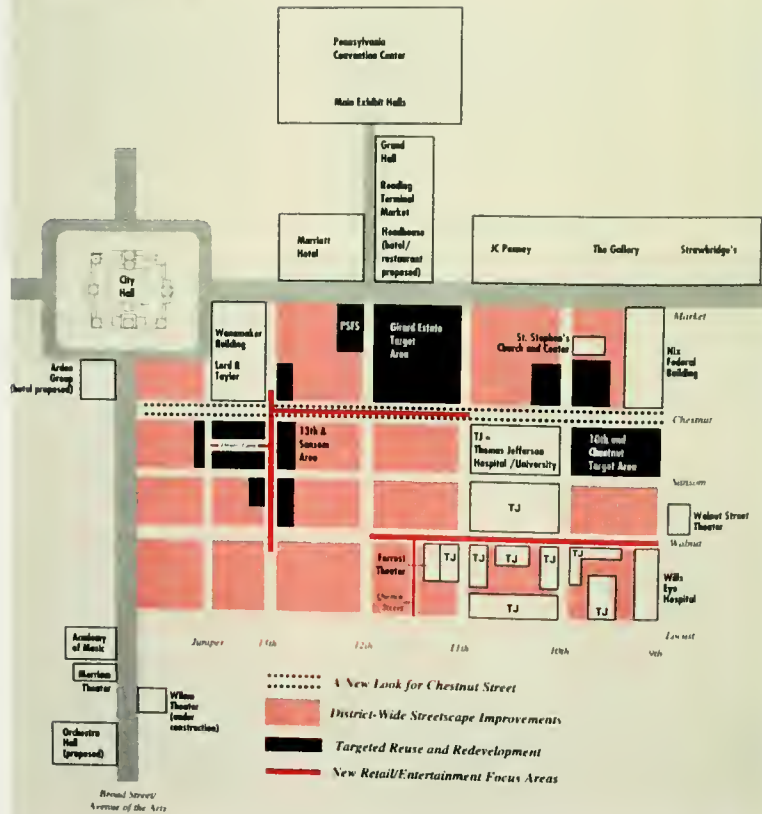 Pennsylvania
Convention Center
Main Exhibit Halls
Grand
Hall
Reading
Terminal
Market
Headhouse
(hotel/
restaurant
proposed)
Marriott
Hotel
JC Penney
The Gallery
Strawbridge's
City
Hall
Market
Wanamaker
Building
Lord &
Taylor
PSFS
Girard Estate
Target
Area
St. Stephen's
Church and Center
Nix
Federal
Building
Arden
Group
(hotel proposed)
Chestnut
13th &
Sansom
Area
TJ =
Thomas Jefferson
Hospital/University
10th and
Chestnut
Target Area
Sansom
TJ
Walnut Street
Theater
Walnut
Forrest
Theater
TJ
TJ
TJ
TJ
TJ
Quince
Street
TJ
TJ
Wills
Eye
Hospital
Locust
Juniper
13th
12th
11th
10th
9th
Academy
of Music
Merriam
Theater
Wilma
Theater
(under
construction)
Orchestra
Hall
(proposed)
Broad Street/
Avenue of the Arts
A New Look for Chestnut Street
District-Wide Streetscape Improvements
Targeted Reuse and Redevelopment
New Retail/Entertainment Focus Areas